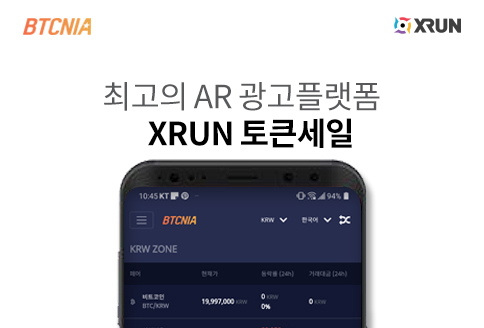 BTCNIA
XRUN
최고의 AR 광고플랫폼
XRUN 토큰세일
10:45 KT 94%
BTCNIA KRW 한국어
KRW ZONE
페어 현재가 등락률 (24h) 거래대금 (24h)
비트코인 19,997,000 KRW 0 KRW 0 KRW
BTC/KRW 0%